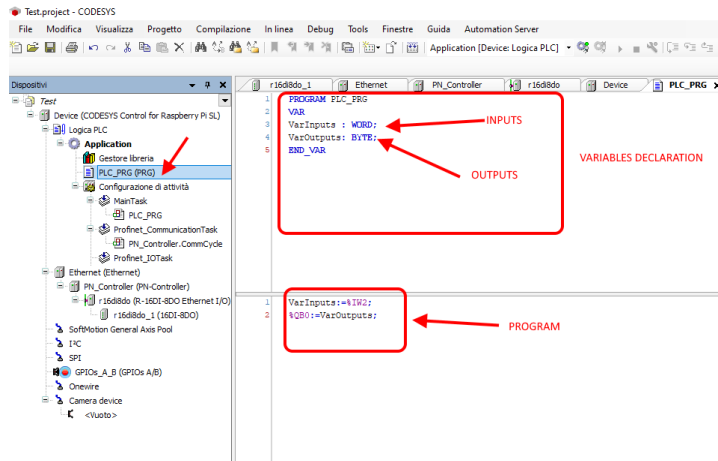 Test.project - CODESYS
File Modifica Visualizza Progetto Compilazione In linea Debug Tools Finestre Guida Automation Server
Application [Device: Logica PLC]
Dispositivi
r16di8do_1 Ethernet PN_Controller r16di8do Device PLC_PRG
Test
Device (CODESYS Control for Raspberry Pi SL)
Logica PLC
Application
Gestore libreria
PLC_PRG (PRG)
Configurazione di attività
MainTask
PLC_PRG
Profinet_CommunicationTask
PN_Controller.CommCycle
Profinet_IOTask
Ethernet (Ethernet)
PN_Controller (PN-Controller)
r16di8do (R-16DI-8DO Ethernet I/O)
r16di8do_1 (16DI-8DO)
SoftMotion General Axis Pool
I²C
SPI
GPIOs_A_B (GPIOs A/B)
Onewire
Camera device
<Vuoto>
1 PROGRAM PLC_PRG
2 VAR
3 VarInputs : WORD;
4 VarOutputs: BYTE;
5 END_VAR
INPUTS
OUTPUTS
VARIABLES DECLARATION
1 VarInputs:=%IW2;
2 %QB0:=VarOutputs;
PROGRAM